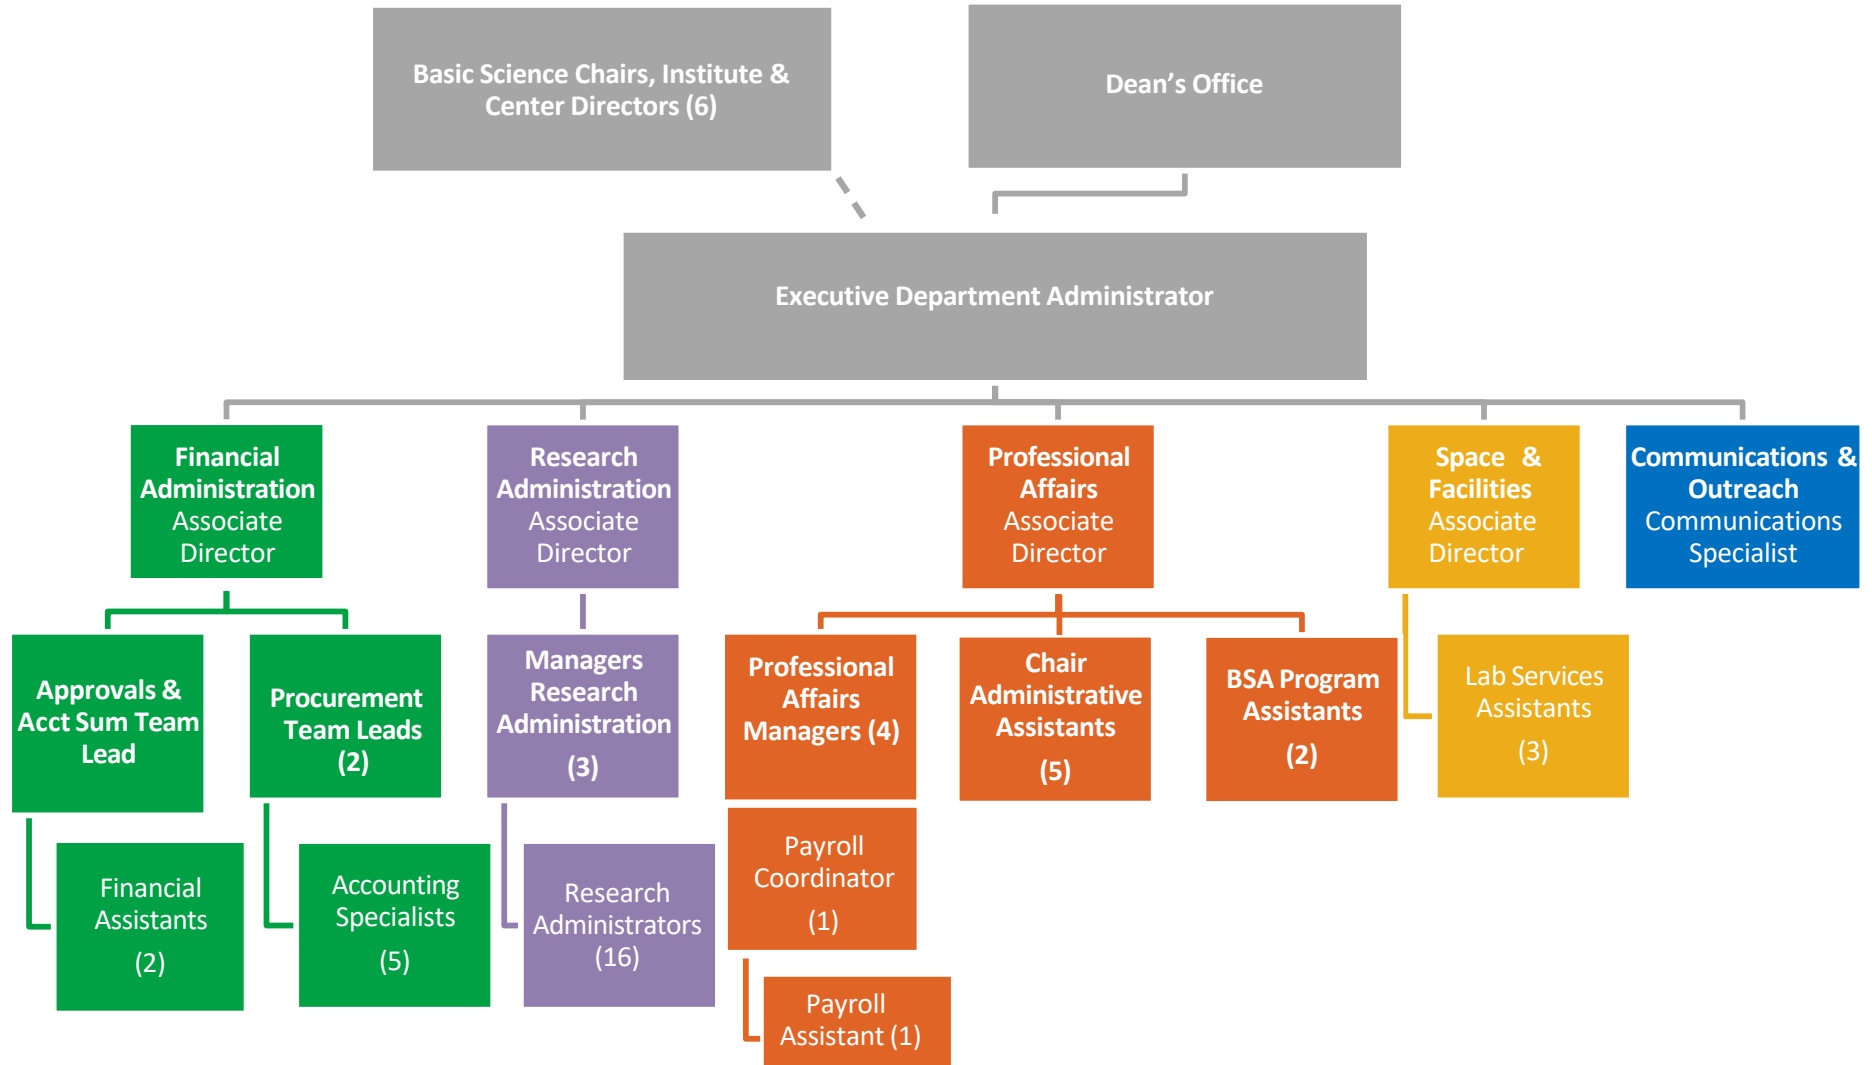 Basic Science Chairs, Institute &
Center Directors (6)
Dean’s Office
Executive Department Administrator
Financial
Administration
Associate
Director
Research
Administration
Associate
Director
Professional
Affairs
Associate
Director
Space & 
Facilities
Associate
Director
Communications &
Outreach
Communications
Specialist
Approvals &
Acct Sum Team
Lead
Procurement
Team Leads
(2)
Managers
Research
Administration
(3)
Professional
Affairs
Managers (4)
Chair
Administrative
Assistants
(5)
BSA Program
Assistants
(2)
Lab Services
Assistants
(3)
Financial
Assistants
(2)
Accounting
Specialists
(5)
Research
Administrators
(16)
Payroll
Coordinator
(1)
Payroll
Assistant (1)